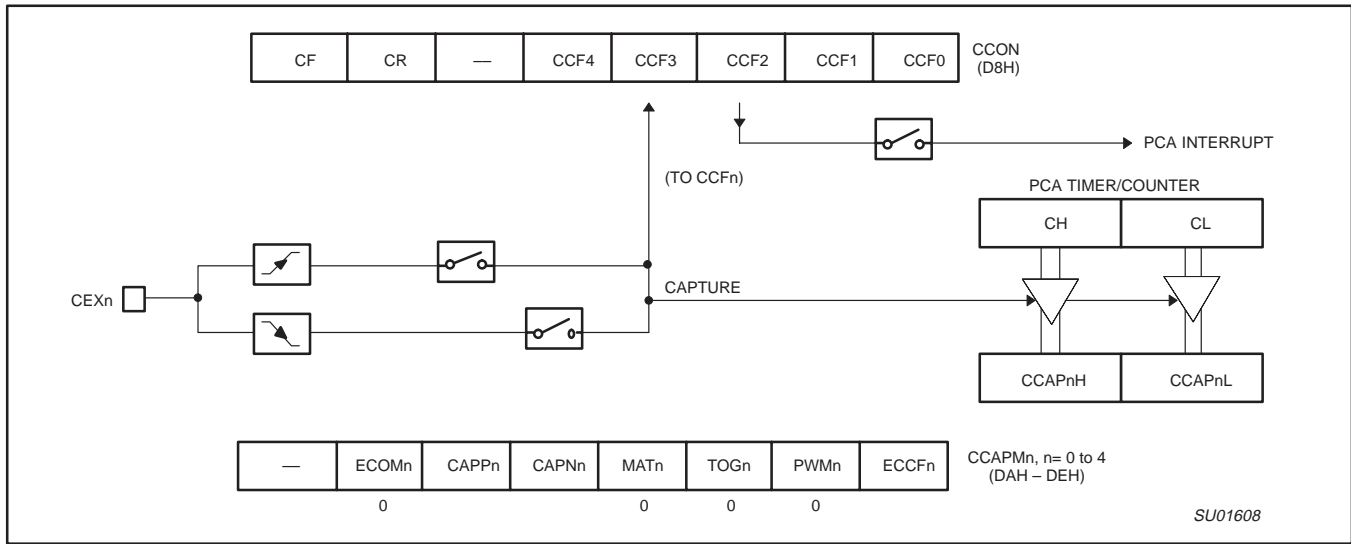 CF CR — CCF4 CCF3 CCF2 CCF1 CCF0 CCON
(D8H)
PCA INTERRUPT
(TO CCFn)
PCA TIMER/COUNTER
CH CL
CEXn
CAPTURE
CCAPnH CCAPnL
— ECOMn CAPPn CAPNn MATn TOGn PWMn ECCFn CCAPMn, n= 0 to 4
(DAH – DEH)
0 0 0 0
SU01608